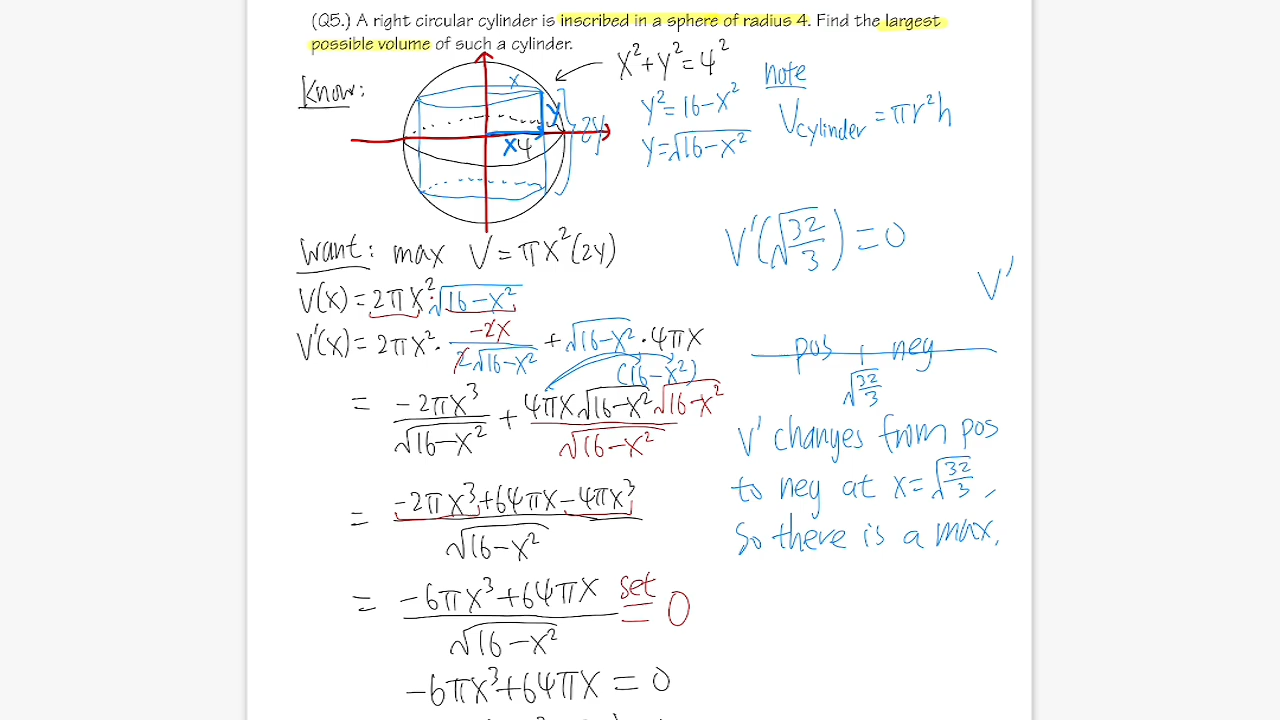 (Q5.) A right circular cylinder is inscribed in a sphere of radius 4. Find the largest
possible volume of such a cylinder.
Know:
x
y
2y
x
4
x²+y²=4²
y²=16-x²
y=√(16-x²)
note
V_cylinder = πr²h
want: max V=πx²(2y)
V(x)=2πx²·√(16-x²)
V'(x)=2πx²· -2x/(2√(16-x²)) + √(16-x²)·4πx
(16-x²)
= -2πx³/√(16-x²) + 4πx√(16-x²)√(16-x²)/√(16-x²)
= (-2πx³+64πx-4πx³)/√(16-x²)
= (-6πx³+64πx)/√(16-x²) set = 0
-6πx³+64πx = 0
V'(√(32/3))=0
V'
pos neg
√(32/3)
V' changes from pos
to neg at x=√(32/3),
so there is a max.